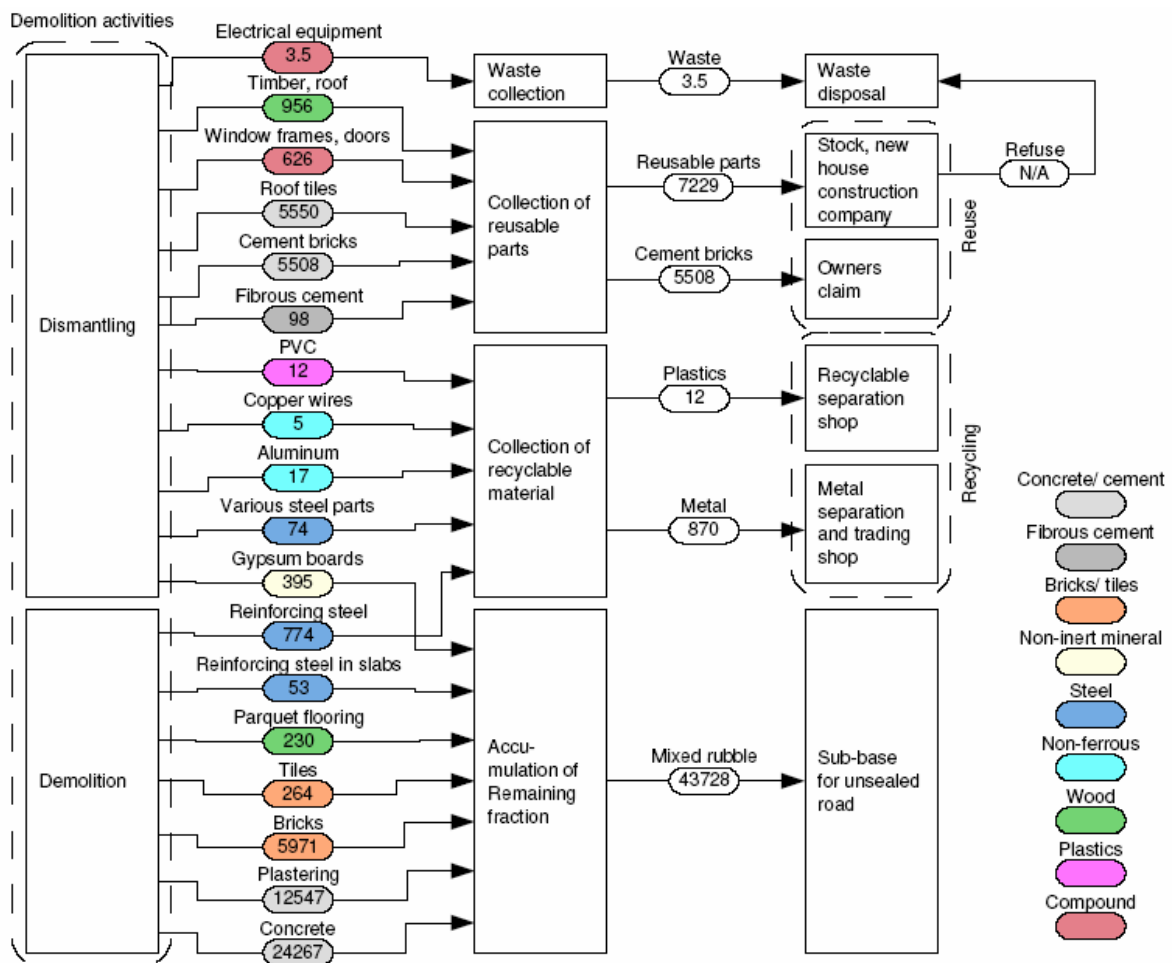 Demolition activities
Dismantling
Demolition
Electrical equipment
3.5
Timber, roof
956
Window frames, doors
626
Roof tiles
5550
Cement bricks
5508
Fibrous cement
98
PVC
12
Copper wires
5
Aluminum
17
Various steel parts
74
Gypsum boards
395
Reinforcing steel
774
Reinforcing steel in slabs
53
Parquet flooring
230
Tiles
264
Bricks
5971
Plastering
12547
Concrete
24267
Waste
collection
Collection of
reusable
parts
Collection of
recyclable
material
Accu-
mulation of
Remaining
fraction
Waste
3.5
Reusable parts
7229
Cement bricks
5508
Plastics
12
Metal
870
Mixed rubble
43728
Waste
disposal
Stock, new
house
construction
company
Owners
claim
Reuse
Recyclable
separation
shop
Metal
separation
and trading
shop
Recycling
Sub-base
for unsealed
road
Refuse
N/A
Concrete/ cement
Fibrous cement
Bricks/ tiles
Non-inert mineral
Steel
Non-ferrous
Wood
Plastics
Compound